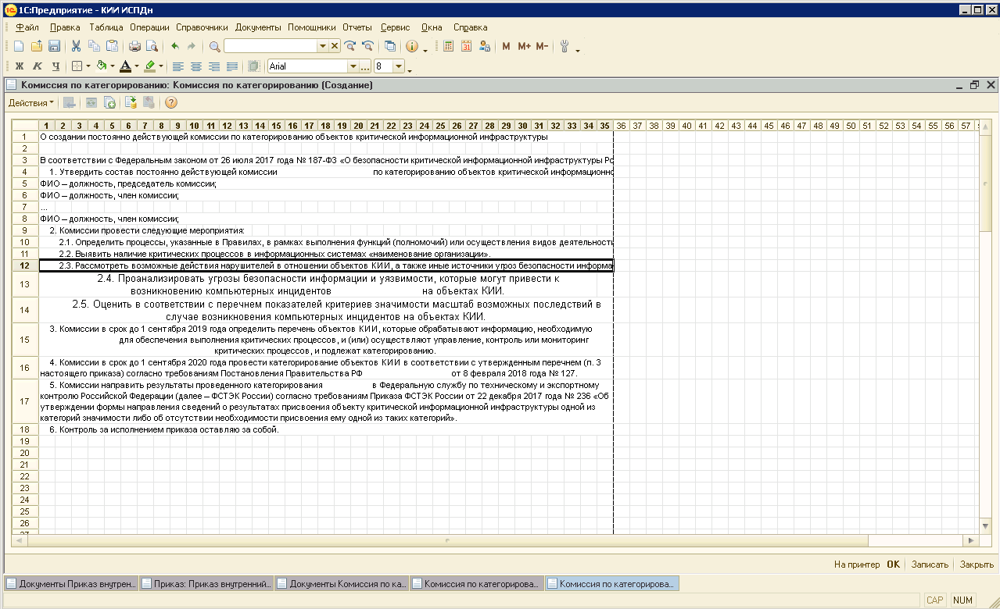 1С:Предприятие - КИИ ИСПДн
Файл Правка Таблица Операции Справочники Документы Помощники Отчеты Сервис Окна Справка
M M+ M-
Ж К Ч А Arial 8
Комиссия по категорированию: Комиссия по категорированию (Создание)
Действия
1 2 3 4 5 6 7 8 9 10 11 12 13 14 15 16 17 18 19 20 21 22 23 24 25 26 27 28 29 30 31 32 33 34 35 36 37 38 39 40 41 42 43 44 45 46 47 48 49 50 51 52 53 54 55 56 57
1 О создании постоянно действующей комиссии по категорированию объектов критической информационной инфраструктуры
2
3 В соответствии с Федеральным законом от 26 июля 2017 года № 187-ФЗ «О безопасности критической информационной инфраструктуры Ро
4 1. Утвердить состав постоянно действующей комиссии по категорированию объектов критической информационно
5 ФИО – должность, председатель комиссии;
6 ФИО – должность, член комиссии;
7 ...
8 ФИО – должность, член комиссии;
9 2. Комиссии провести следующие мероприятия:
10 2.1. Определить процессы, указанные в Правилах, в рамках выполнения функций (полномочий) или осуществления видов деятельности
11 2.2. Выявить наличие критических процессов в информационных системах «наименование организации».
12 2.3. Рассмотреть возможные действия нарушителей в отношении объектов КИИ, а также иные источники угроз безопасности информа
13 2.4. Проанализировать угрозы безопасности информации и уязвимости, которые могут привести к
возникновению компьютерных инцидентов на объектах КИИ.
14 2.5. Оценить в соответствии с перечнем показателей критериев значимости масштаб возможных последствий в
случае возникновения компьютерных инцидентов на объектах КИИ.
15 3. Комиссии в срок до 1 сентября 2019 года определить перечень объектов КИИ, которые обрабатывают информацию, необходимую
для обеспечения выполнения критических процессов, и (или) осуществляют управление, контроль или мониторинг
критических процессов, и подлежат категорированию.
16 4. Комиссии в срок до 1 сентября 2020 года провести категорирование объектов КИИ в соответствии с утвержденным перечнем (п. 3
настоящего приказа) согласно требованиям Постановления Правительства РФ от 8 февраля 2018 года № 127.
17 5. Комиссии направить результаты проведенного категорирования в Федеральную службу по техническому и экспортному
контролю Российской Федерации (далее – ФСТЭК России) согласно требованиям Приказа ФСТЭК России от 22 декабря 2017 года № 236 «Об
утверждении формы направления сведений о результатах присвоения объекту критической информационной инфраструктуры одной из
категорий значимости либо об отсутствии необходимости присвоения ему одной из таких категорий».
18 6. Контроль за исполнением приказа оставляю за собой.
19
20
21
22
23
24
25
26
На принтер OK Записать Закрыть
Документы Приказ внутрен... Приказ: Приказ внутренний... Документы Комиссия по ка... Комиссия по категорирова... Комиссия по категорирова...
CAP NUM